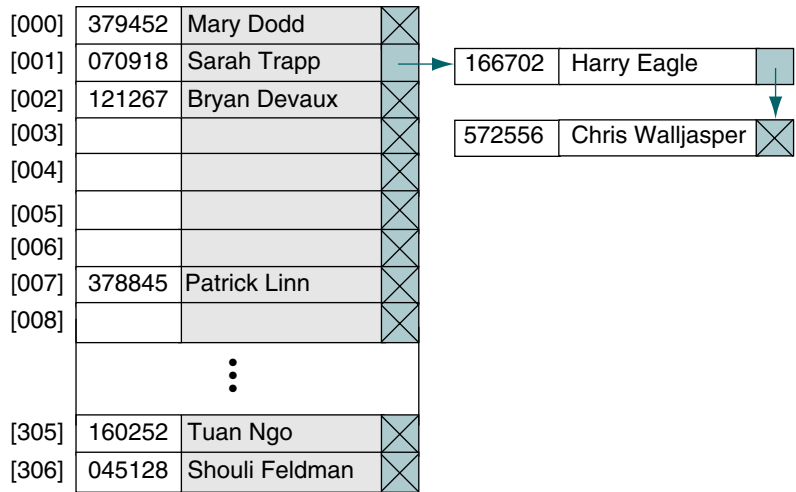 [000] 379452 Mary Dodd
[001] 070918 Sarah Trapp 166702 Harry Eagle
[002] 121267 Bryan Devaux
[003] 572556 Chris Walljasper
[004]
[005]
[006]
[007] 378845 Patrick Linn
[008]
[305] 160252 Tuan Ngo
[306] 045128 Shouli Feldman